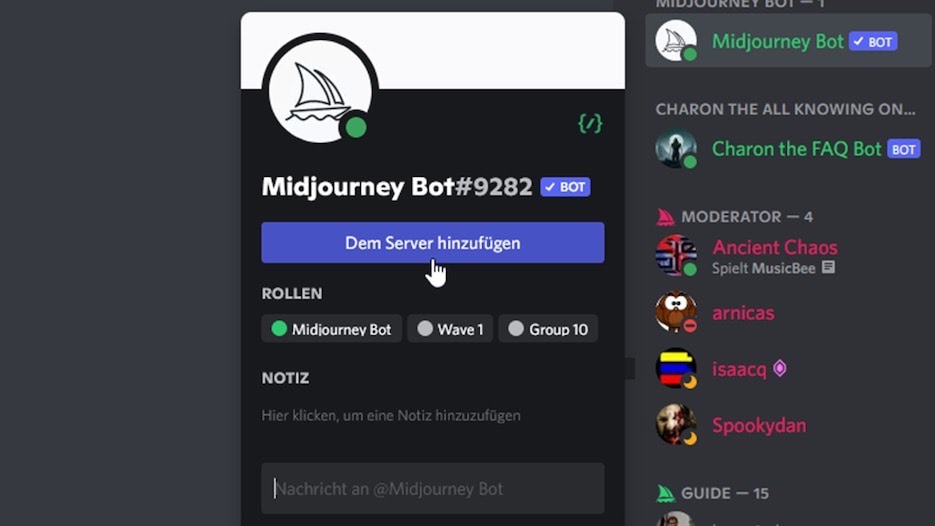 Midjourney Bot#9282 BOT
Dem Server hinzufügen
ROLLEN
Midjourney Bot
Wave 1
Group 10
NOTIZ
Hier klicken, um eine Notiz hinzuzufügen
Nachricht an @Midjourney Bot
MIDJOURNEY BOT — 1
Midjourney Bot BOT
CHARON THE ALL KNOWING ON...
Charon the FAQ Bot BOT
MODERATOR — 4
Ancient Chaos
Spielt MusicBee
arnicas
isaacq
Spookydan
GUIDE — 15